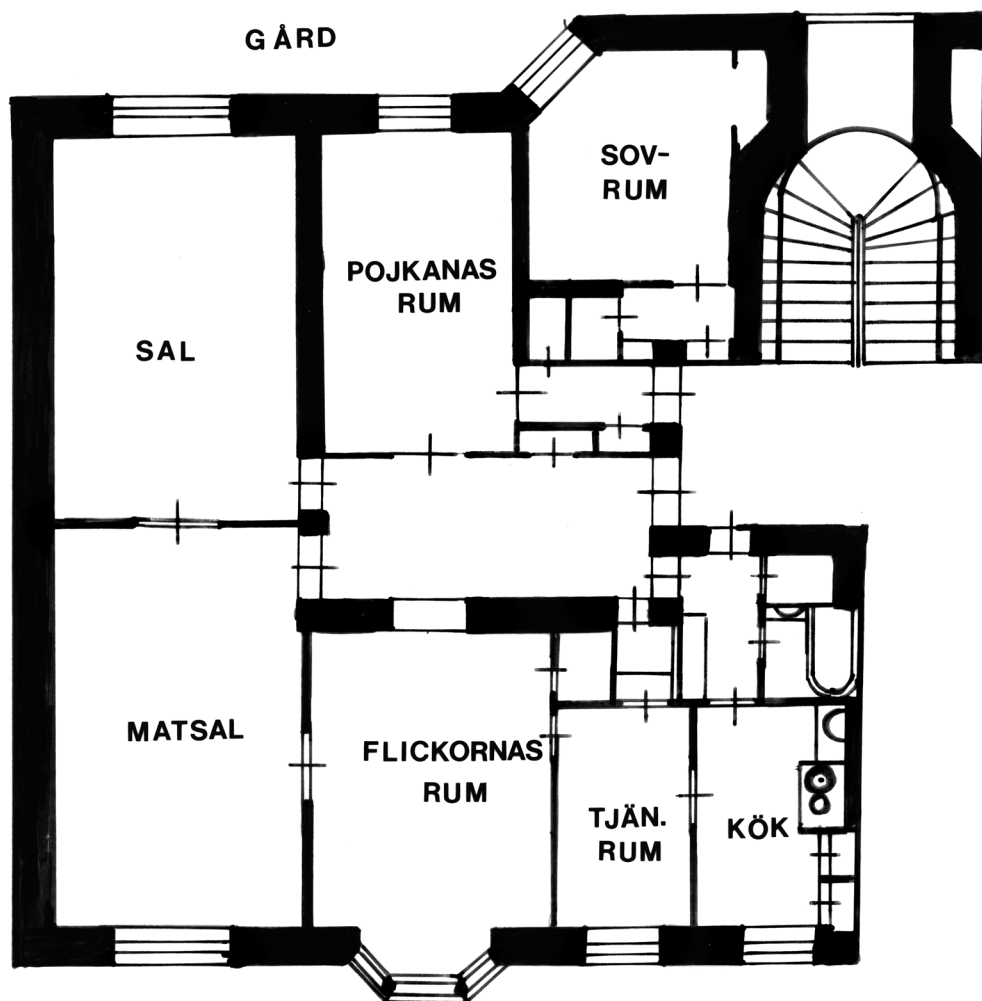 GÅRD
SOV-
RUM
POJKANAS
RUM
SAL
MATSAL
FLICKORNAS
RUM
TJÄN.
RUM
KÖK